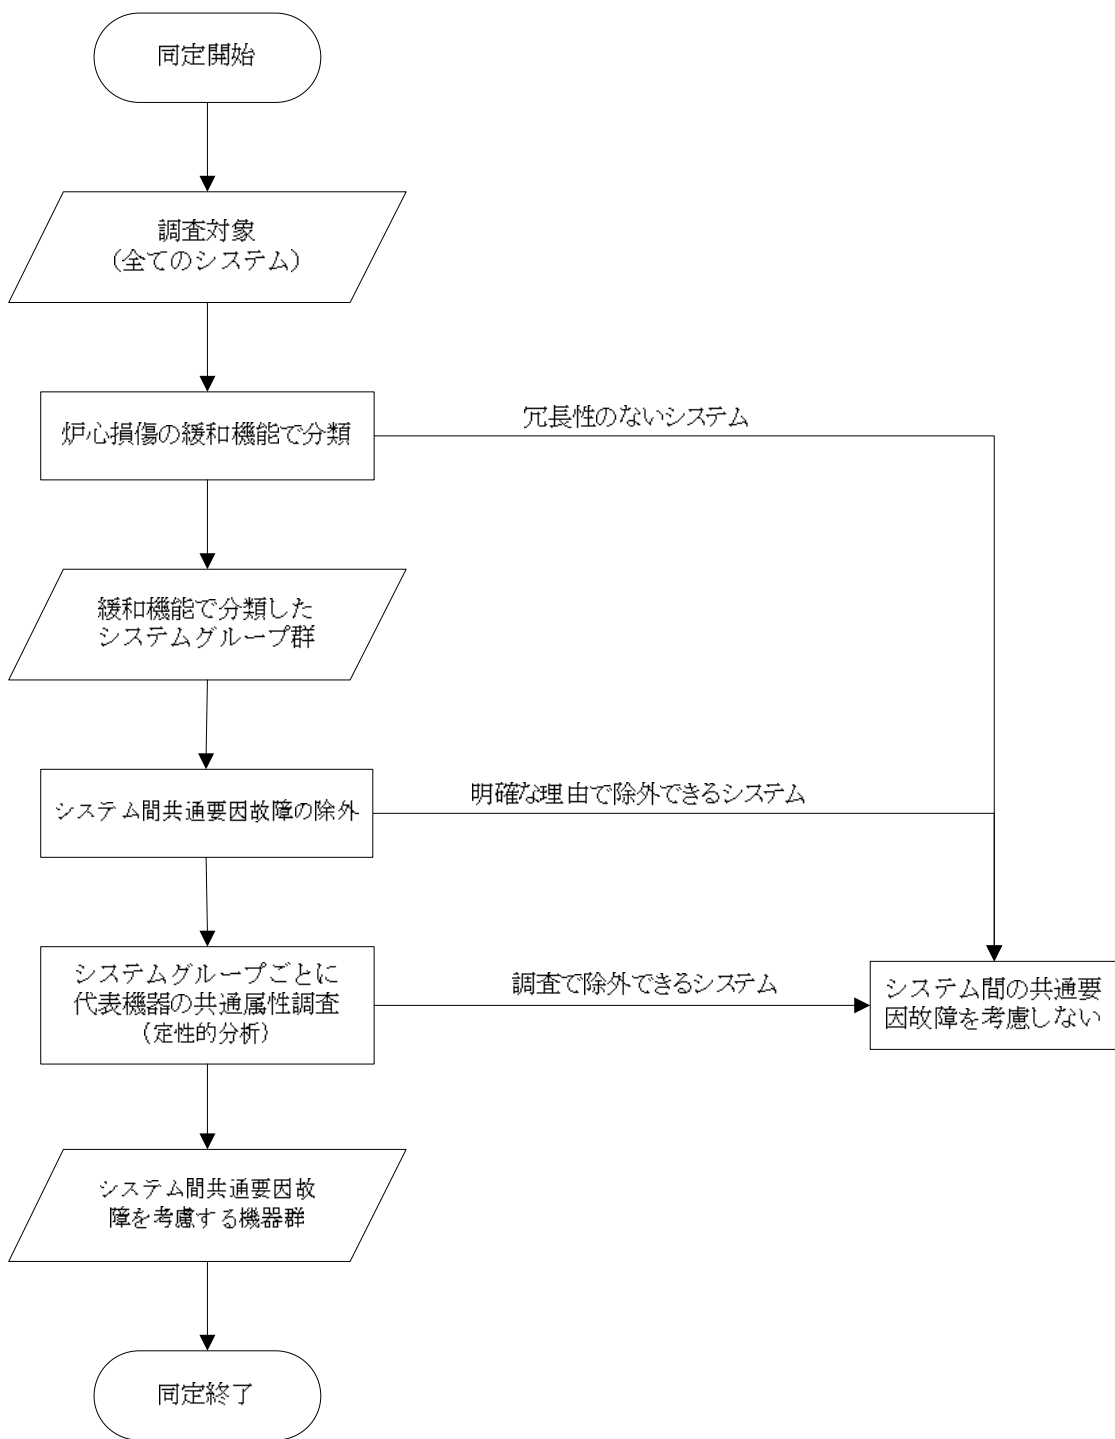 同定開始
調査対象
（全てのシステム）
炉心損傷の緩和機能で分類
冗長性のないシステム
緩和機能で分類した
システムグループ群
システム間共通要因故障の除外
明確な理由で除外できるシステム
システムグループごとに
代表機器の共通属性調査
（定性的分析）
調査で除外できるシステム
システム間の共通要
因故障を考慮しない
システム間共通要因故
障を考慮する機器群
同定終了